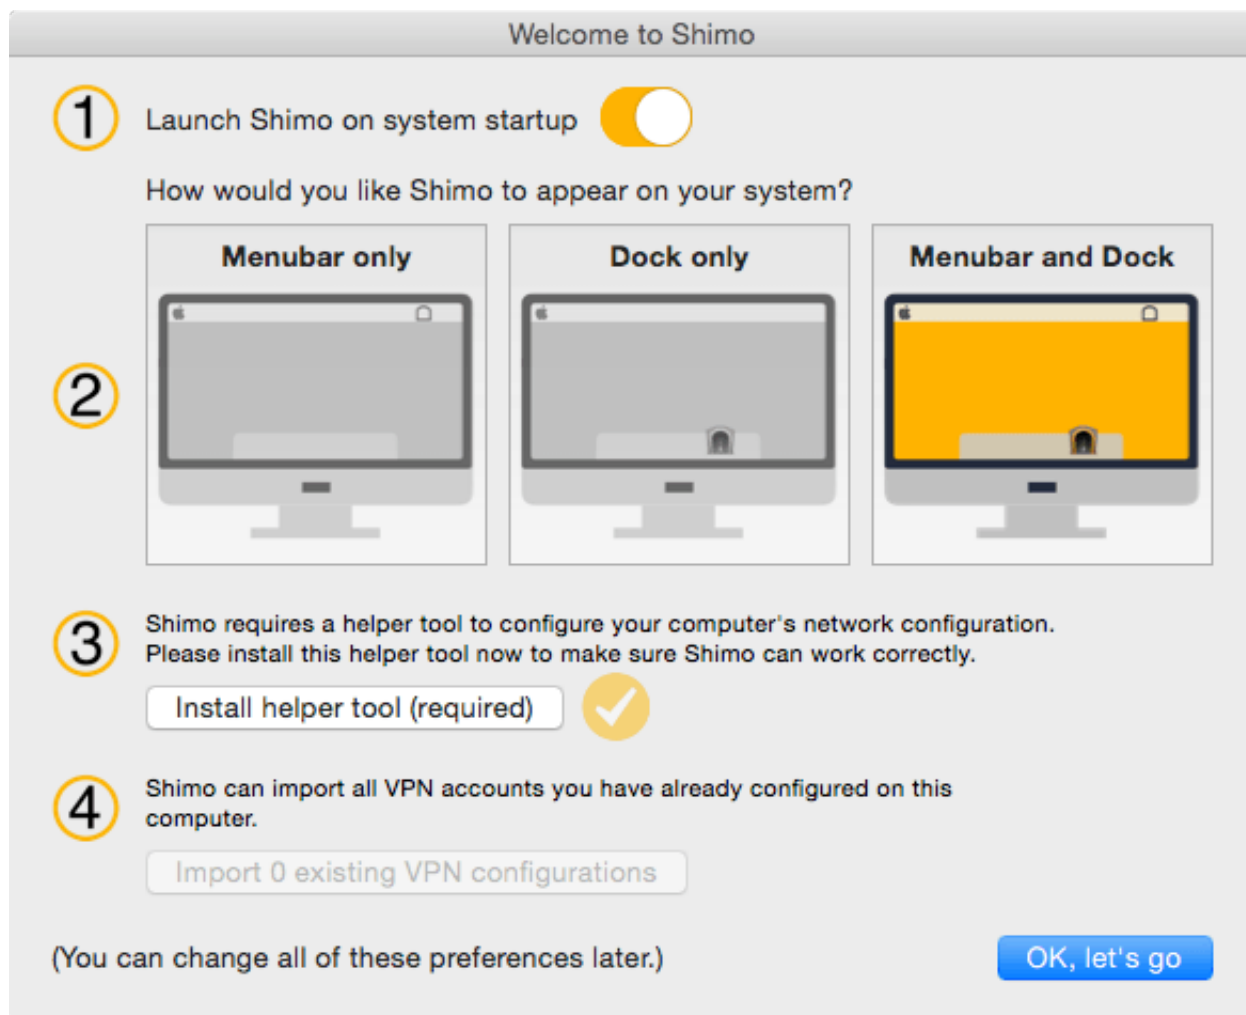 Welcome to Shimo
1 Launch Shimo on system startup
How would you like Shimo to appear on your system?
Menubar only
Dock only
Menubar and Dock
2
3 Shimo requires a helper tool to configure your computer's network configuration.
Please install this helper tool now to make sure Shimo can work correctly.
Install helper tool (required)
4 Shimo can import all VPN accounts you have already configured on this
computer.
Import 0 existing VPN configurations
(You can change all of these preferences later.)
OK, let's go